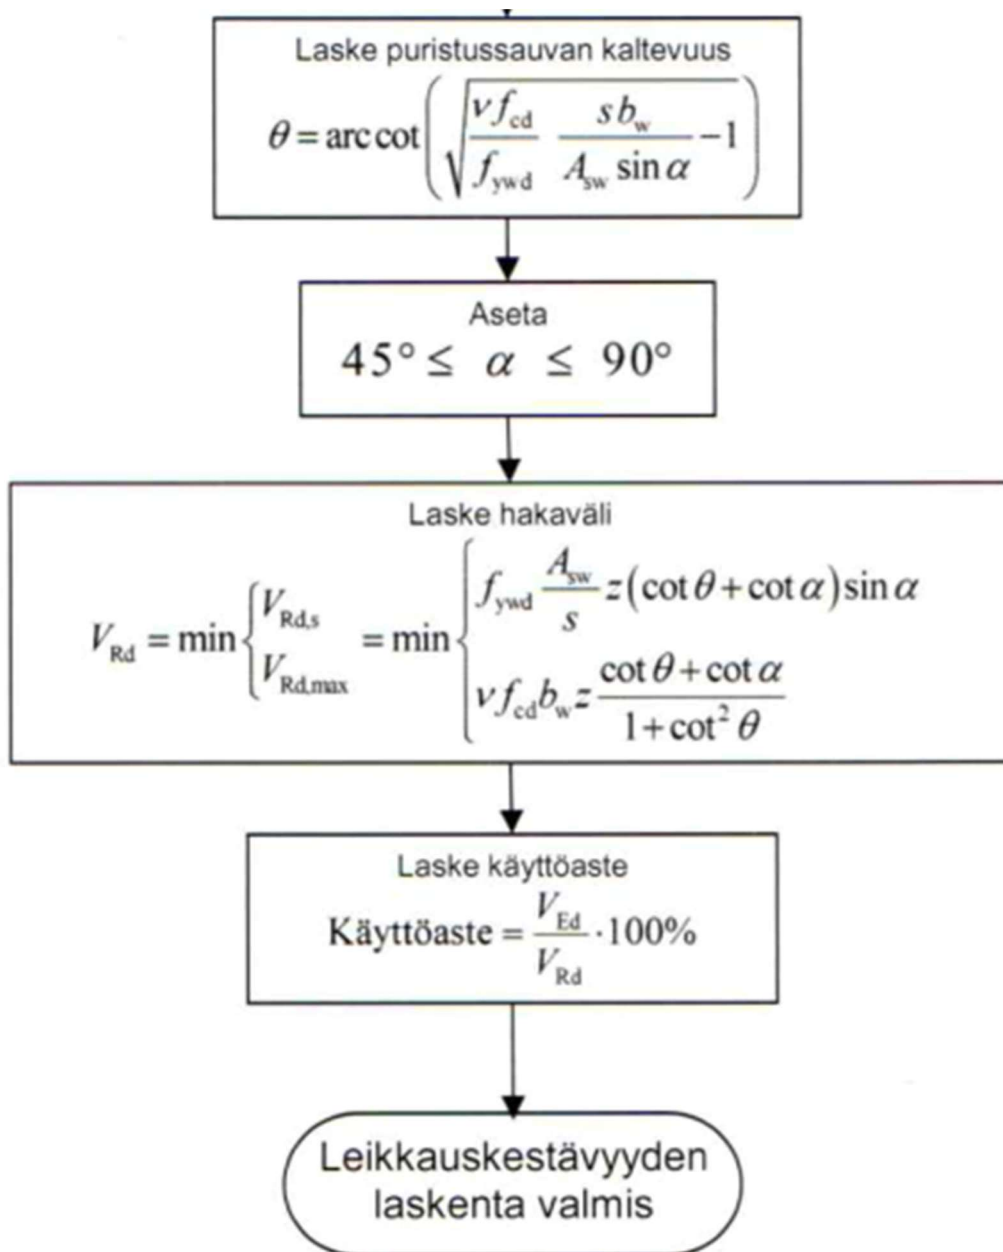 Laske puristussauvan kaltevuus
θ = arc cot(√(νf_cd/f_ywd · s b_w/(A_sw sin α) − 1))
Aseta
45° ≤ α ≤ 90°
Laske hakaväli
V_Rd = min{V_Rd,s; V_Rd,max} = min{f_ywd A_sw/s z(cot θ + cot α) sin α; νf_cd b_w z (cot θ + cot α)/(1 + cot² θ)}
Laske käyttöaste
Käyttöaste = V_Ed/V_Rd · 100%
Leikkauskestävyyden
laskenta valmis